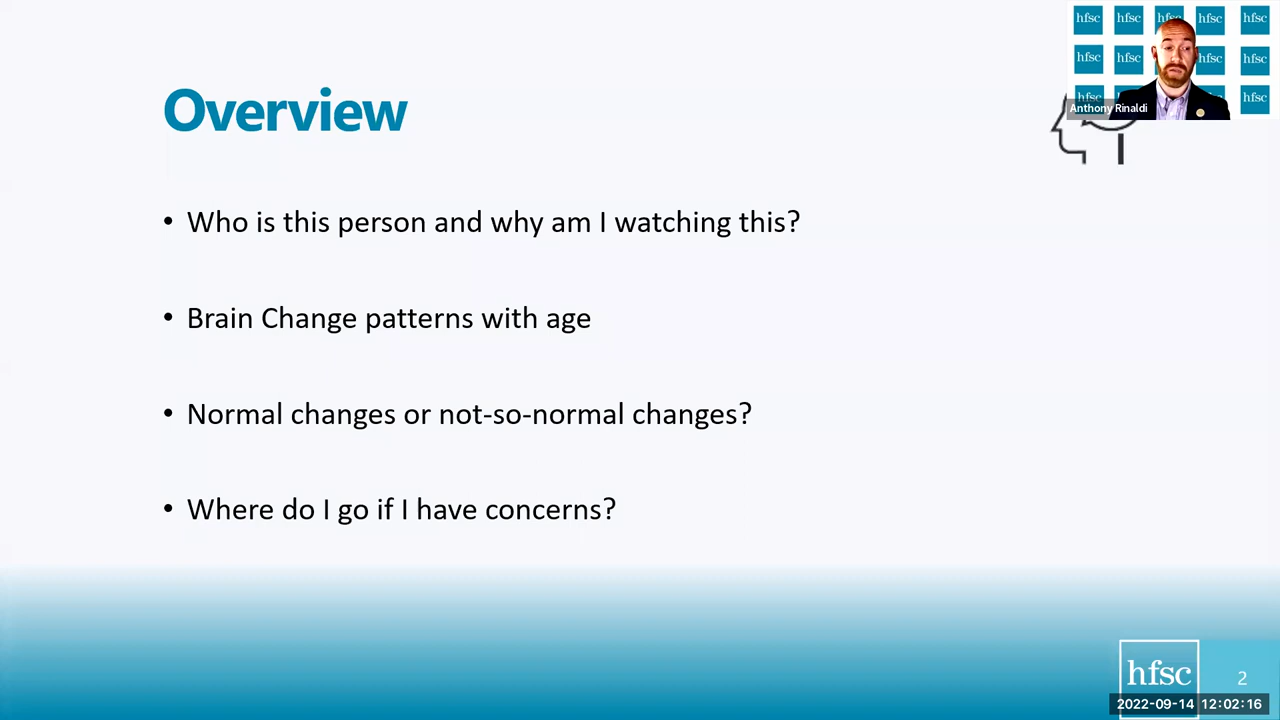 hfsc hfsc hfsc hfsc hfsc
hfsc hfsc hfsc hfsc
hfsc hfsc
Anthony Rinaldi
Overview
• Who is this person and why am I watching this?
• Brain Change patterns with age
• Normal changes or not-so-normal changes?
• Where do I go if I have concerns?
hfsc
2
2022-09-14 12:02:16